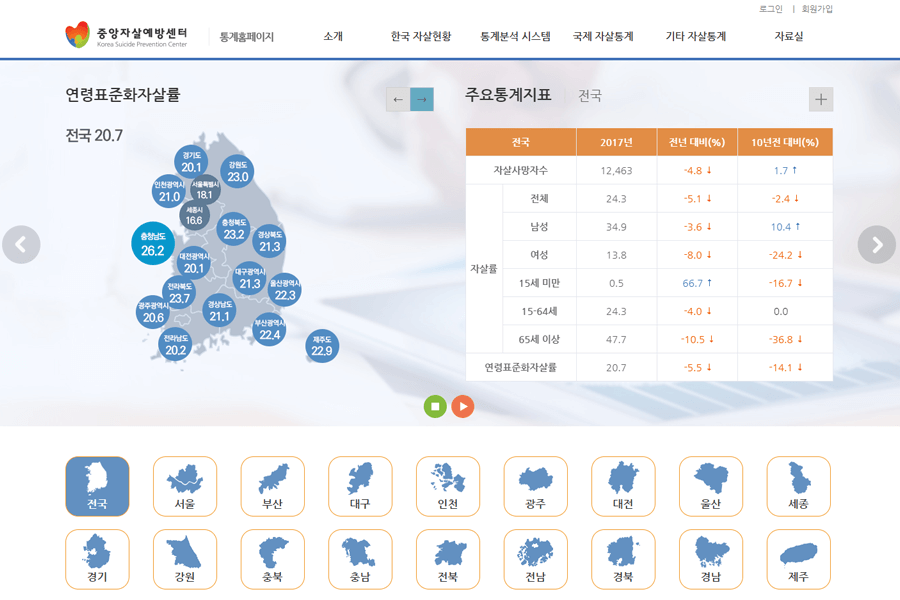 로그인 | 회원가입
중앙자살예방센터
Korea Suicide Prevention Center
통계홈페이지 소개 한국 자살현황 통계분석 시스템 국제 자살통계 기타 자살통계 자료실
연령표준화자살률 ← →
전국 20.7
경기도
20.1
강원도
23.0
인천광역시
21.0
서울특별시
18.1
세종시
16.6
충청북도
23.2
충청남도
26.2
경상북도
21.3
대전광역시
20.1
대구광역시
21.3
울산광역시
22.3
전라북도
23.7
광주광역시
20.6
경상남도
21.1
부산광역시
22.4
전라남도
20.2
제주도
22.9
주요통계지표 전국 +
전국 2017년 전년 대비(%) 10년전 대비(%)
자살사망자수 12,463 -4.8 ↓ 1.7 ↑
자살률
전체 24.3 -5.1 ↓ -2.4 ↓
남성 34.9 -3.6 ↓ 10.4 ↑
여성 13.8 -8.0 ↓ -24.2 ↓
15세 미만 0.5 66.7 ↑ -16.7 ↓
15-64세 24.3 -4.0 ↓ 0.0
65세 이상 47.7 -10.5 ↓ -36.8 ↓
연령표준화자살률 20.7 -5.5 ↓ -14.1 ↓
전국 서울 부산 대구 인천 광주 대전 울산 세종
경기 강원 충북 충남 전북 전남 경북 경남 제주